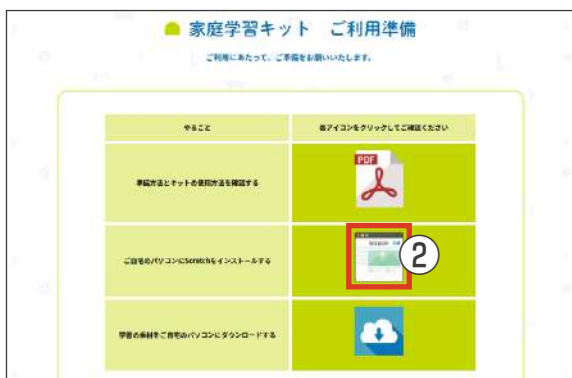 家庭学習キット　ご利用準備
ご利用にあたって、ご準備をお願いいたします。
やること
各アイコンをクリックしてご確認ください
準備方法とキットの使用方法を確認する
PDF
ご自宅のパソコンにScratchをインストールする
②
学習の素材をご自宅のパソコンにダウンロードする